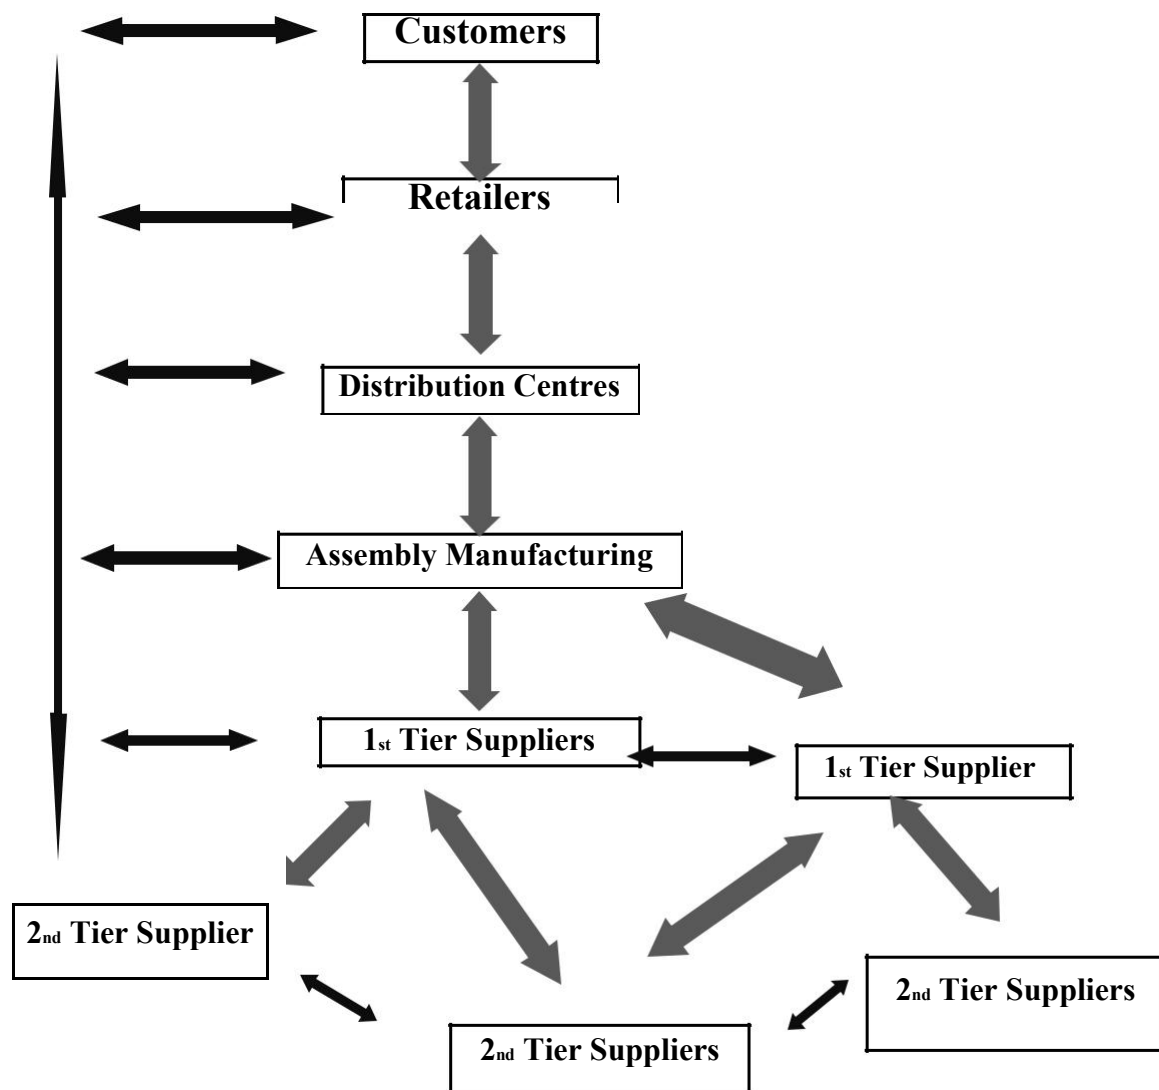 Customers
Retailers
Distribution Centres
Assembly Manufacturing
1st Tier Suppliers
1st Tier Supplier
2nd Tier Supplier
2nd Tier Suppliers
2nd Tier Suppliers